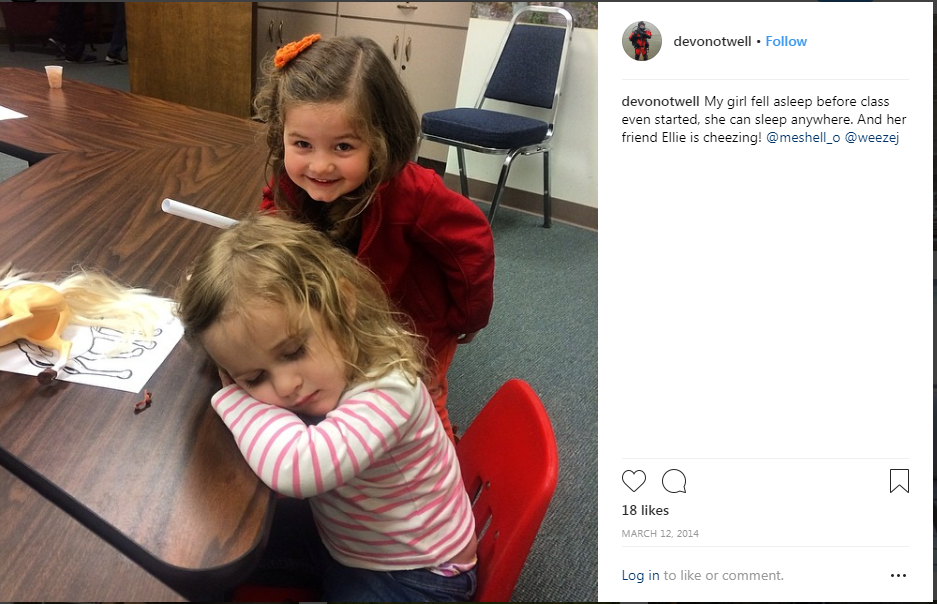 devonotwell • Follow
devonotwell My girl fell asleep before class
even started, she can sleep anywhere. And her
friend Ellie is cheezing! @meshell_o @weezej
18 likes
MARCH 12, 2014
Log in to like or comment.